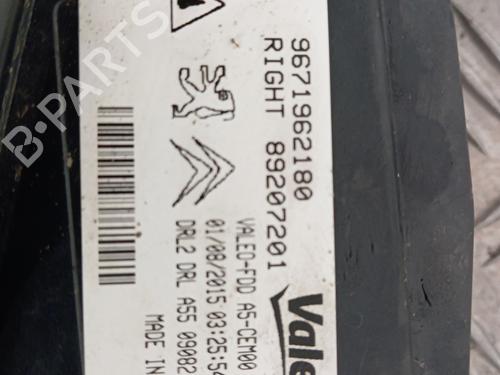 9671962180
RIGHT 89207201
VALEO-FDD A5-CEM00
01/08/2015 03:25:54
DRL2 DRL A55 09082
MADE IN
Vale
B-PARTS